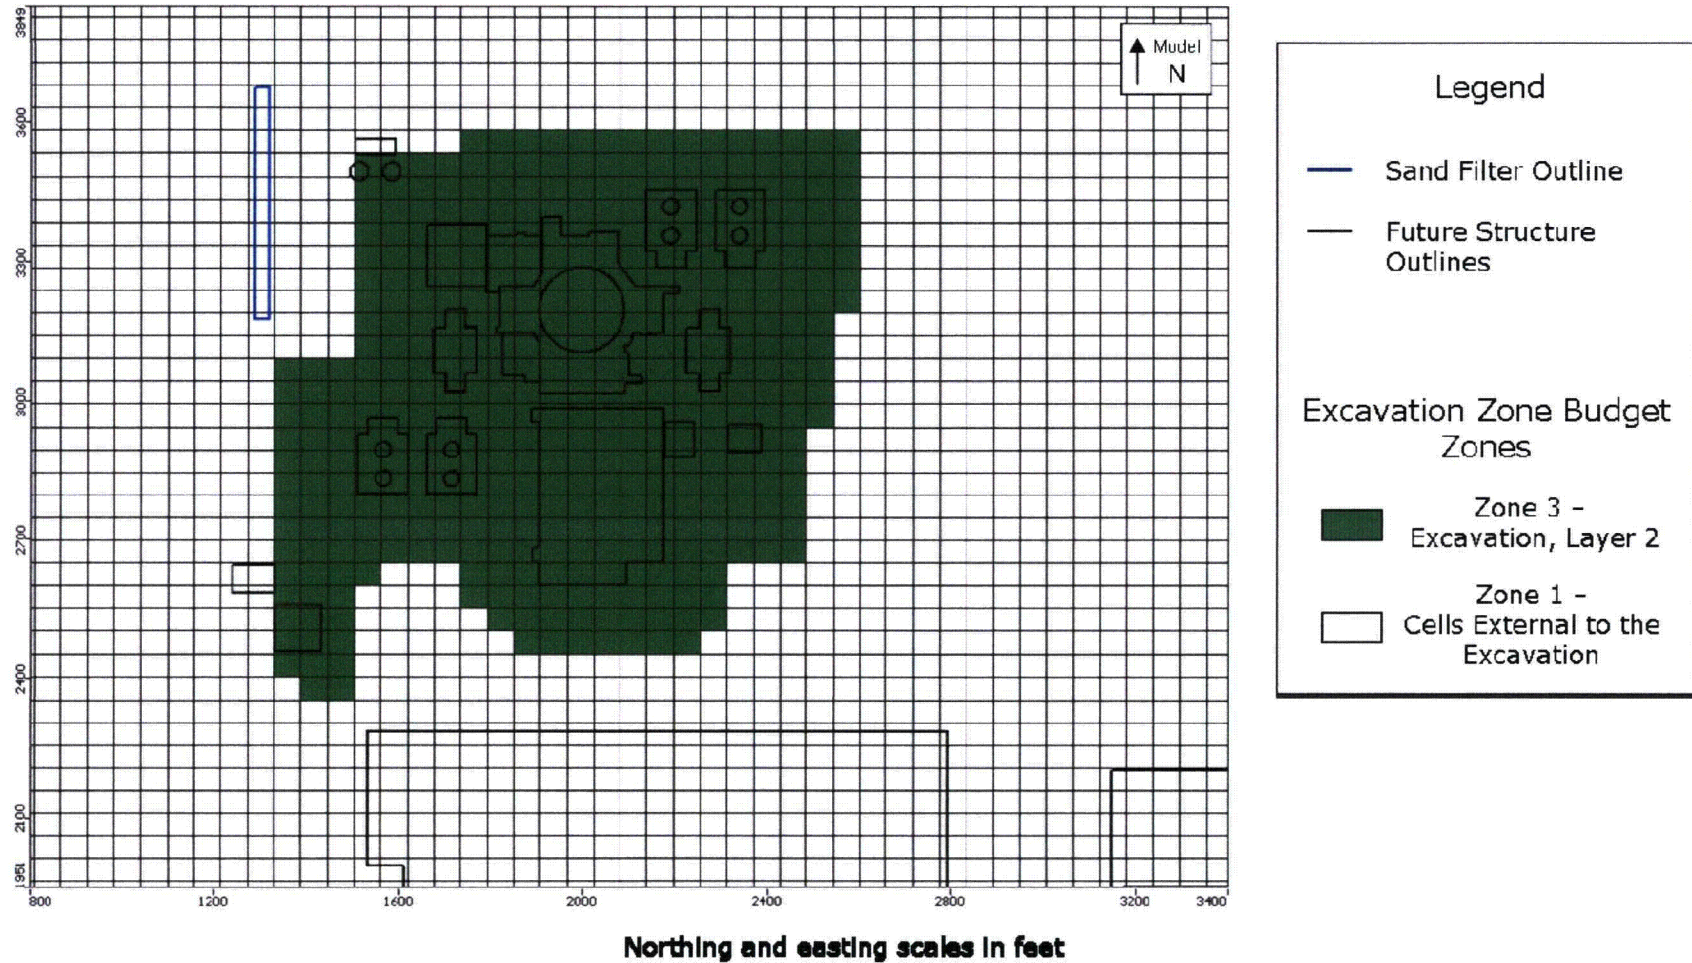 3849
3600
3300
3000
2700
2400
2100
1951
800
1200
1600
2000
2400
2800
3200
3400
Model
N
Northing and easting scales in feet
Legend
Sand Filter Outline
Future Structure
Outlines
Excavation Zone Budget
Zones
Zone 3 –
Excavation, Layer 2
Zone 1 –
Cells External to the
Excavation